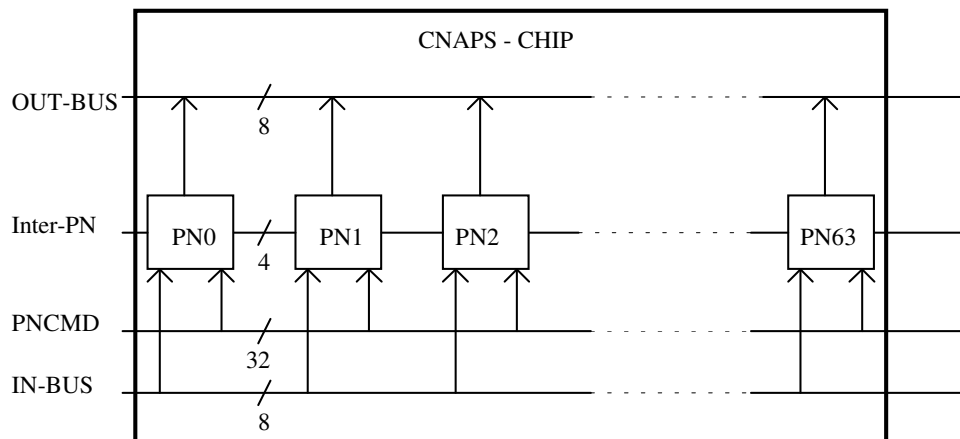 CNAPS - CHIP
OUT-BUS
8
Inter-PN
PN0
PN1
PN2
PN63
4
PNCMD
32
IN-BUS
8